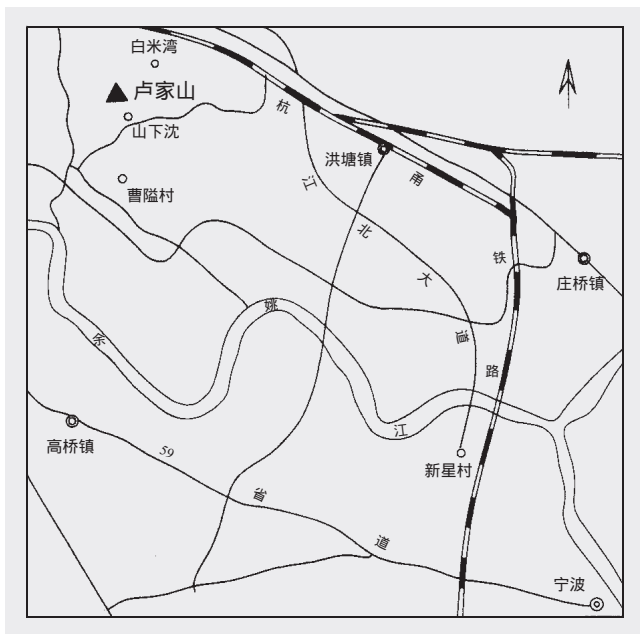 白米湾
卢家山
山下沈
曹隘村
洪塘镇
杭
甬
铁
路
江
北
大
道
庄桥镇
余
姚
江
高桥镇
59
省
道
新星村
宁波